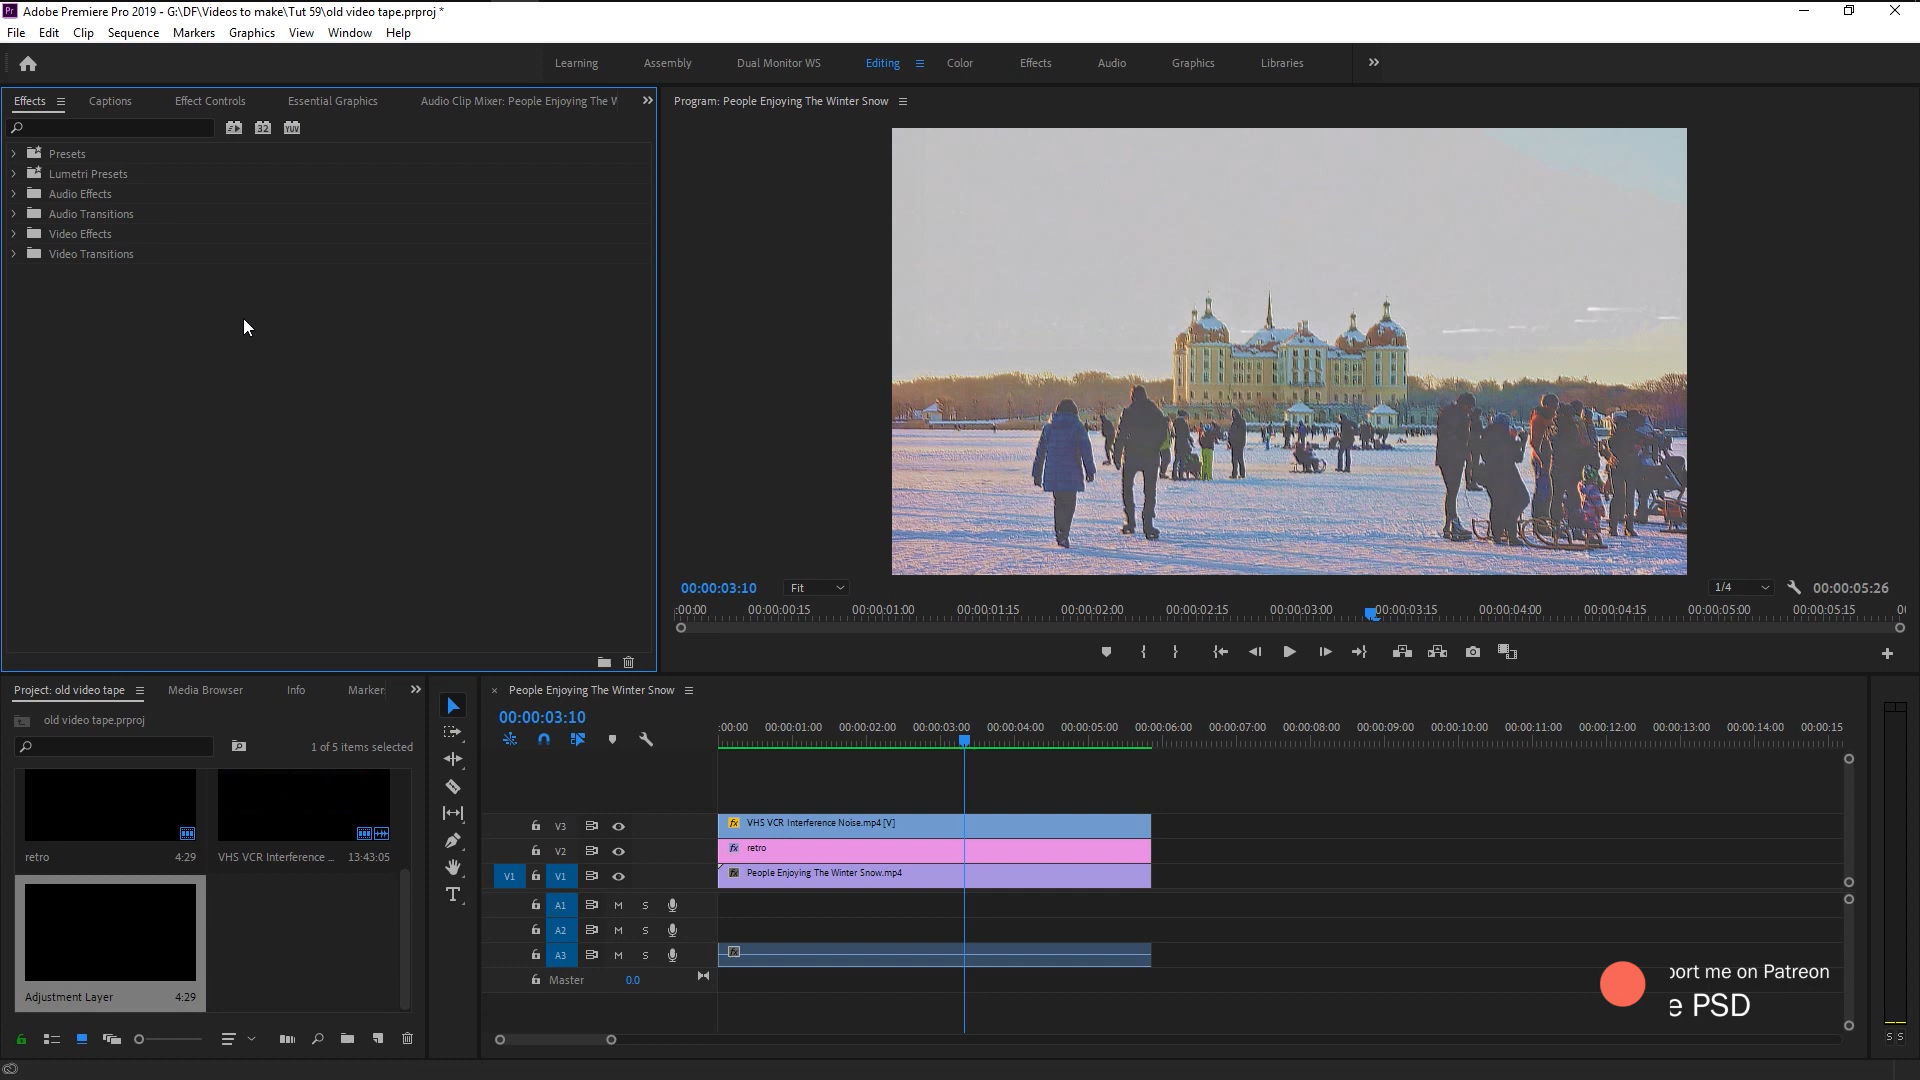 Adobe Premiere Pro 2019 - G:\DF\Videos to make\Tut 59\old video tape.prproj *
File Edit Clip Sequence Markers Graphics View Window Help
Learning Assembly Dual Monitor WS Editing Color Effects Audio Graphics Libraries
Effects Captions Effect Controls Essential Graphics Audio Clip Mixer: People Enjoying The W
Program: People Enjoying The Winter Snow
32 YUV
Presets
Lumetri Presets
Audio Effects
Audio Transitions
Video Effects
Video Transitions
00:00:03:10 Fit 1/4 00:00:05:26
:00:00 00:00:00:15 00:00:01:00 00:00:01:15 00:00:02:00 00:00:02:15 00:00:03:00 00:00:03:15 00:00:04:00 00:00:04:15 00:00:05:00 00:00:05:15 0
Project: old video tape Media Browser Info Marker
old video tape.prproj
1 of 5 items selected
retro 4:29
VHS VCR Interference ... 13:43:05
Adjustment Layer 4:29
× People Enjoying The Winter Snow
00:00:03:10
:00:00 00:00:01:00 00:00:02:00 00:00:03:00 00:00:04:00 00:00:05:00 00:00:06:00 00:00:07:00 00:00:08:00 00:00:09:00 00:00:10:00 00:00:11:00 00:00:12:00 00:00:13:00 00:00:14:00 00:00:15
V3 fx VHS VCR Interference Noise.mp4 [V]
V2 fx retro
V1 V1 fx People Enjoying The Winter Snow.mp4
A1 M S
A2 M S
A3 M S fx
Master 0.0
port me on Patreon
e PSD
S S